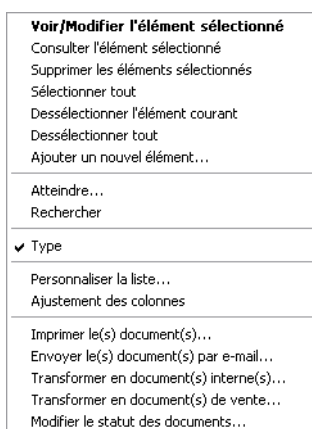 Voir/Modifier l'élément sélectionné
Consulter l'élément sélectionné
Supprimer les éléments sélectionnés
Sélectionner tout
Dessélectionner l'élément courant
Dessélectionner tout
Ajouter un nouvel élément...
Atteindre...
Rechercher
Type
Personnaliser la liste...
Ajustement des colonnes
Imprimer le(s) document(s)...
Envoyer le(s) document(s) par e-mail...
Transformer en document(s) interne(s)...
Transformer en document(s) de vente...
Modifier le statut des documents...